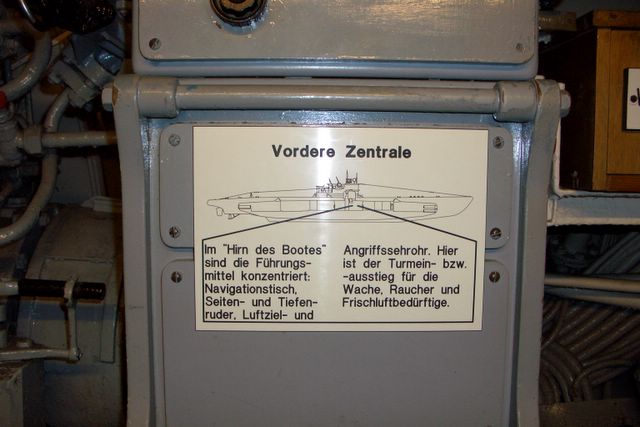 Vordere Zentrale
Im "Hirn des Bootes"
sind die Führungs-
mittel konzentriert:
Navigationstisch,
Seiten- und Tiefen-
ruder, Luftziel- und
Angriffssehrohr. Hier
ist der Turmein- bzw.
-ausstieg für die
Wache, Raucher und
Frischluftbedürftige.